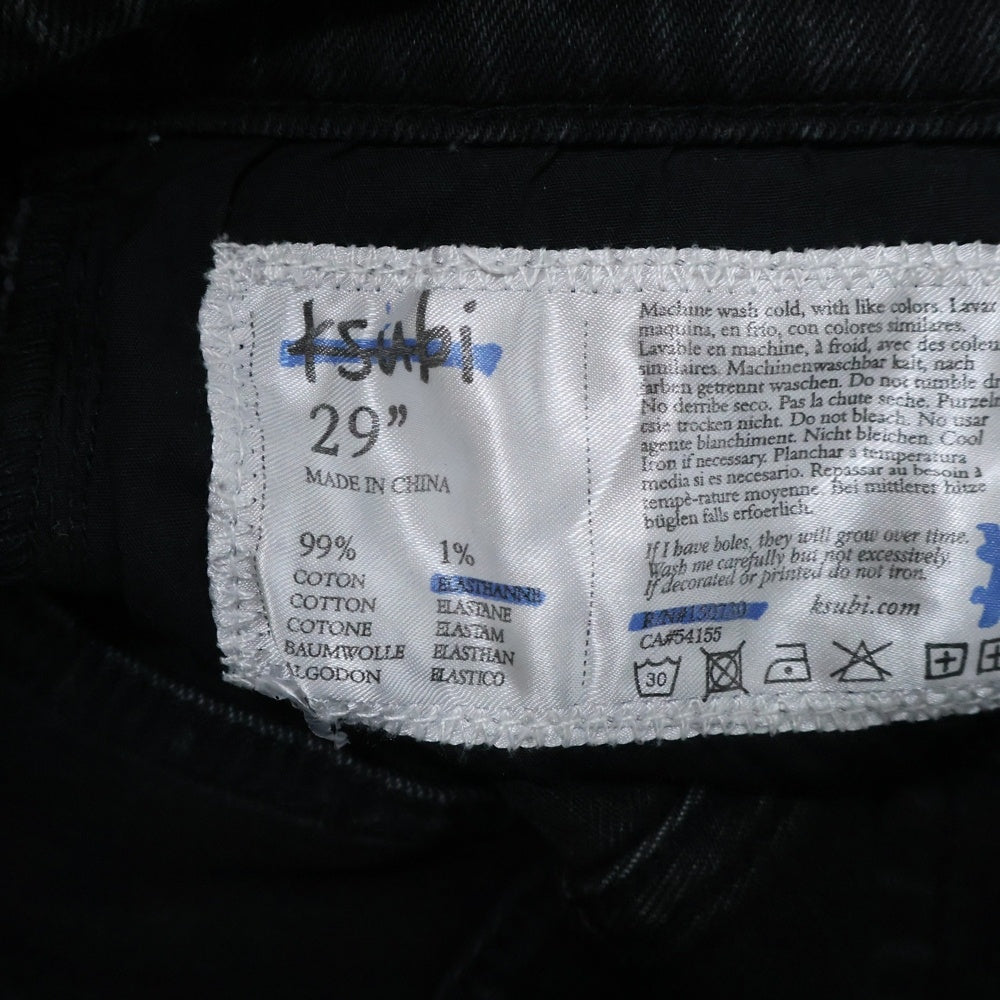 ksubi
29”
MADE IN CHINA
99%
COTON
COTTON
COTONE
BAUMWOLLE
ALGODON
1%
ELASTHANNE
ELASTANE
ELASTAM
ELASTHAN
ELASTICO
Machine wash cold, with like colors. Lavar
maquina, en frio, con colores similares.
Lavable en machine, à froid, avec des coleu
similaires. Machinenwaschbar kalt, nach
farben getrennt waschen. Do not tumble dr
No derribe seco. Pas la chute seche. Purzeln
csie trocken nicht. Do not bleach. No usar
agente blanchiment. Nicht bleichen. Cool
Iron if necessary. Planchar a temperatura
media si es necesario. Repassar au besoin à
tempè-rature moyenne. Bei mittlerer hitze
büglen falls erfoerlich.
If I have holes, they will grow over time.
Wash me carefully but not excessively.
If decorated or printed do not iron.
ksubi.com
CA#54155
30